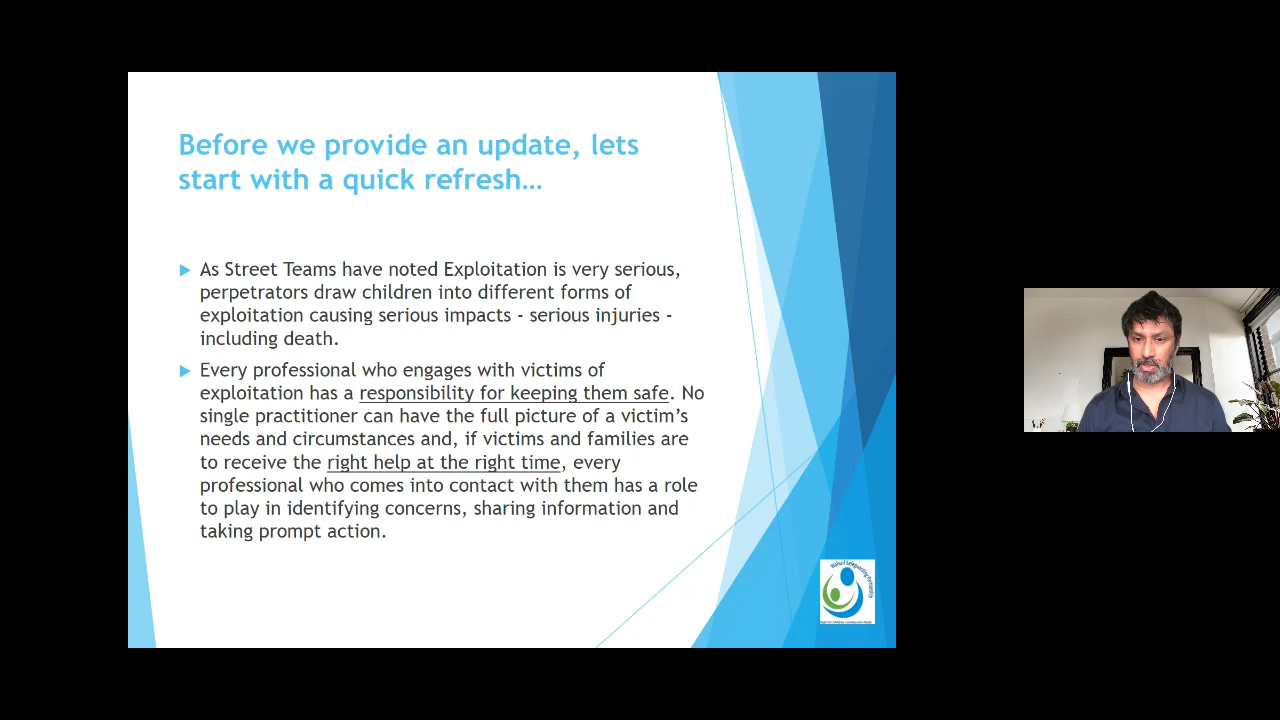 Before we provide an update, lets
start with a quick refresh…
As Street Teams have noted Exploitation is very serious,
perpetrators draw children into different forms of
exploitation causing serious impacts - serious injuries -
including death.
Every professional who engages with victims of
exploitation has a responsibility for keeping them safe. No
single practitioner can have the full picture of a victim's
needs and circumstances and, if victims and families are
to receive the right help at the right time, every
professional who comes into contact with them has a role
to play in identifying concerns, sharing information and
taking prompt action.
Walsall Safeguarding Partnership